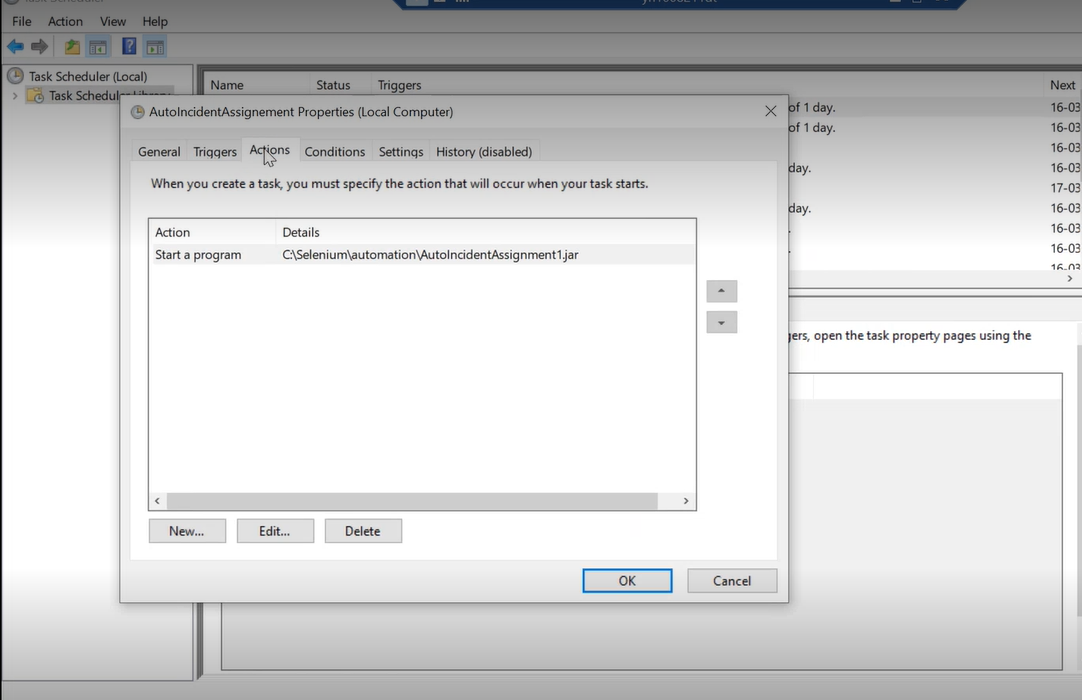 File Action View Help
Task Scheduler (Local)
Task Scheduler Library
Name Status Triggers Next
of 1 day. 16-03
of 1 day. 16-03
16-03
day. 16-03
17-03
day. 16-03
16-03
16-03
16-03
AutoIncidentAssignement Properties (Local Computer)
General Triggers Actions Conditions Settings History (disabled)
When you create a task, you must specify the action that will occur when your task starts.
Action Details
Start a program C:\Selenium\automation\AutoIncidentAssignment1.jar
New... Edit... Delete
OK Cancel
open the task property pages using the